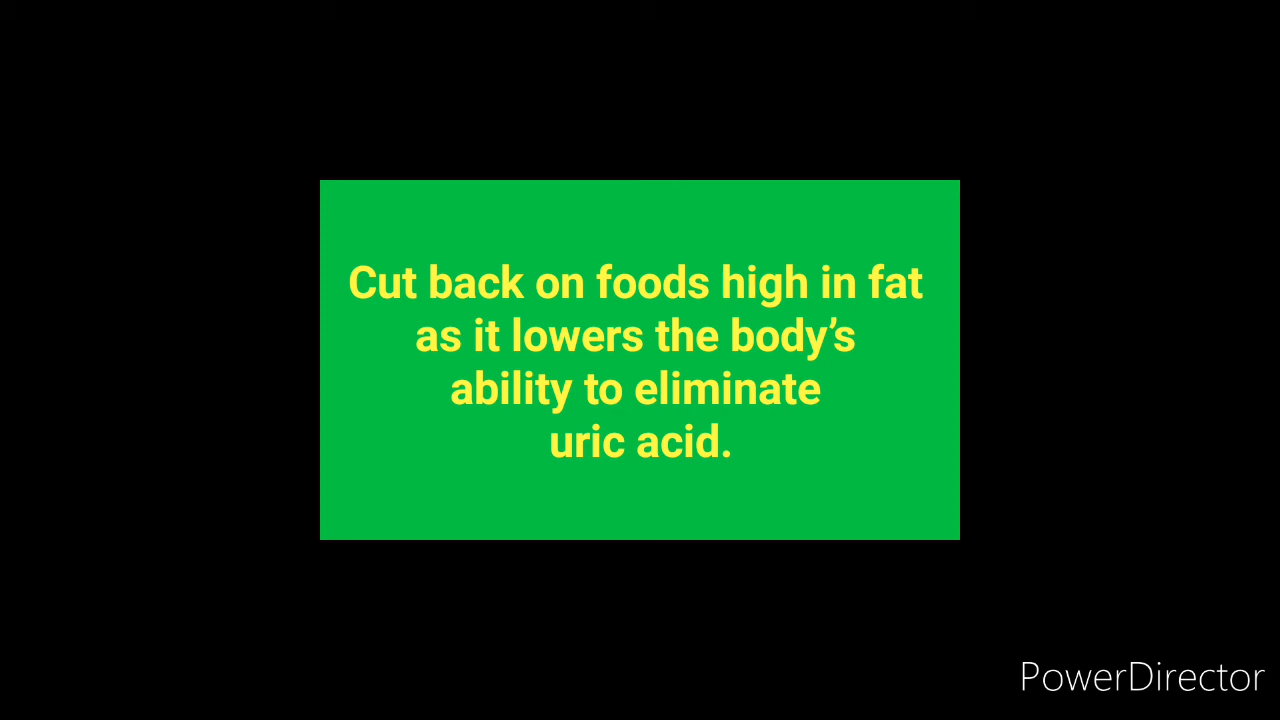 Cut back on foods high in fat
as it lowers the body’s
ability to eliminate
uric acid.
PowerDirector